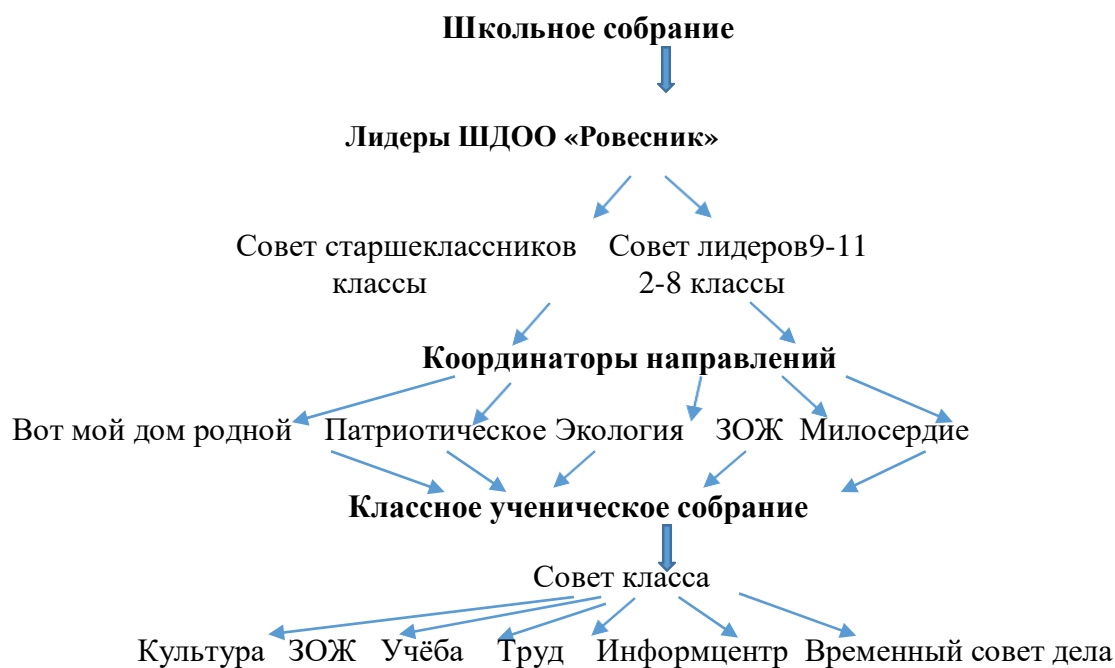 Школьное собрание
Лидеры ШДОО «Ровесник»
Совет старшеклассников Совет лидеров9-11
классы 2-8 классы
Координаторы направлений
Вот мой дом родной Патриотическое Экология ЗОЖ Милосердие
Классное ученическое собрание
Совет класса
Культура ЗОЖ Учёба Труд Информцентр Временный совет дела